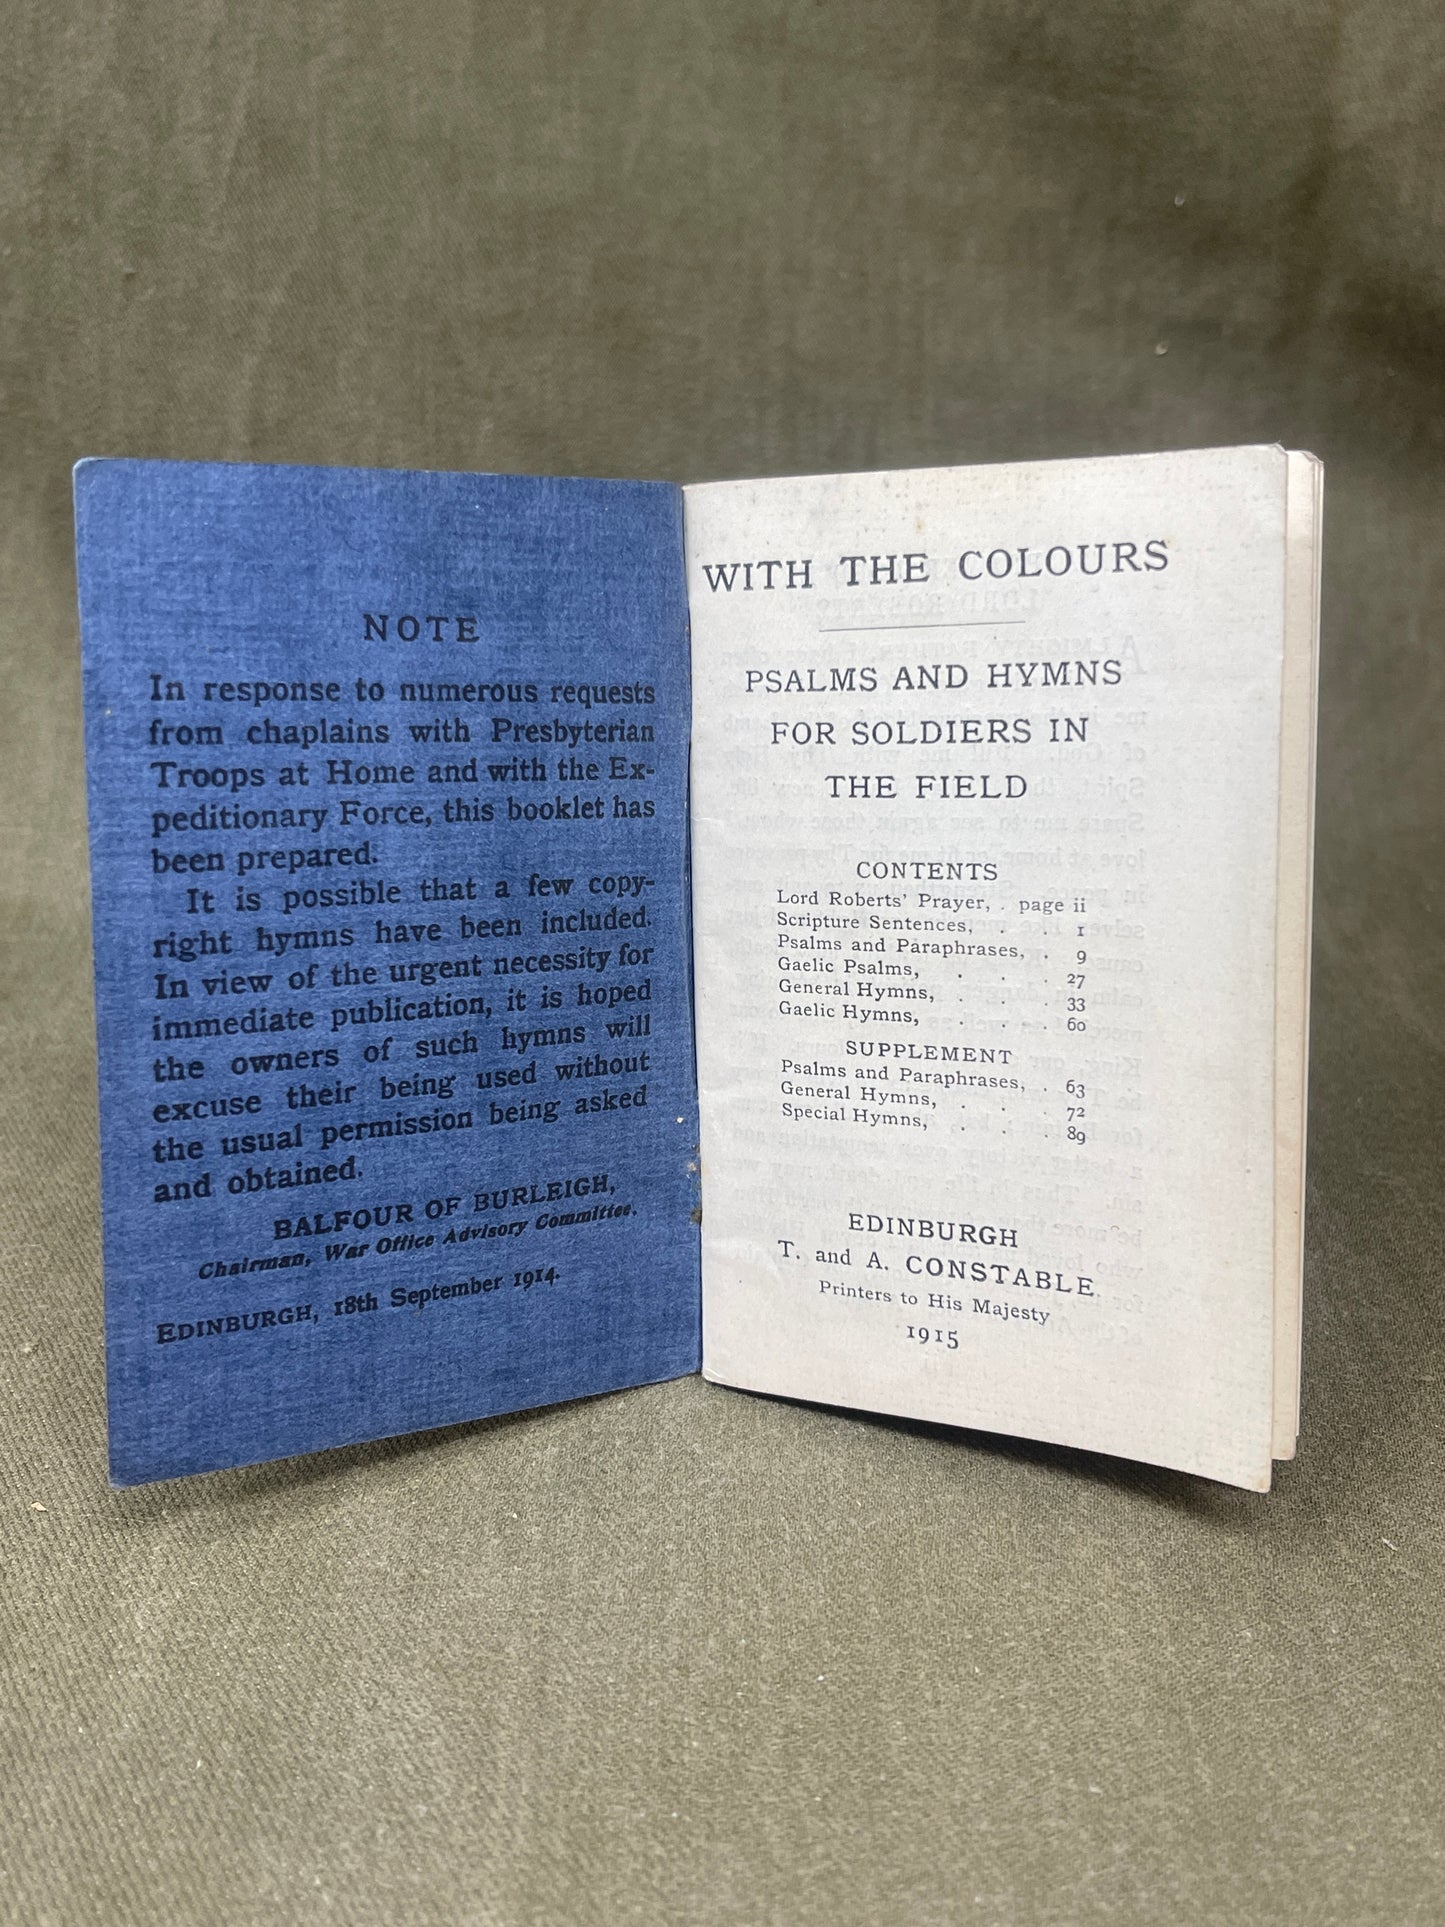 NOTE
In response to numerous requests
from chaplains with Presbyterian
Troops at Home and with the Ex-
peditionary Force, this booklet has
been prepared.
It is possible that a few copy-
right hymns have been included.
In view of the urgent necessity for
immediate publication, it is hoped
the owners of such hymns will
excuse their being used without
the usual permission being asked
and obtained.
BALFOUR OF BURLEIGH,
Chairman, War Office Advisory Committee.
EDINBURGH, 18th September 1914.
WITH THE COLOURS
PSALMS AND HYMNS
FOR SOLDIERS IN
THE FIELD
CONTENTS
Lord Roberts' Prayer, . page ii
Scripture Sentences, . . 1
Psalms and Paraphrases, . 9
Gaelic Psalms, . . . 27
General Hymns, . . . 33
Gaelic Hymns, . . . 60
SUPPLEMENT
Psalms and Paraphrases, . 63
General Hymns, . . . 72
Special Hymns, . . . 89
EDINBURGH
T. and A. CONSTABLE
Printers to His Majesty
1915